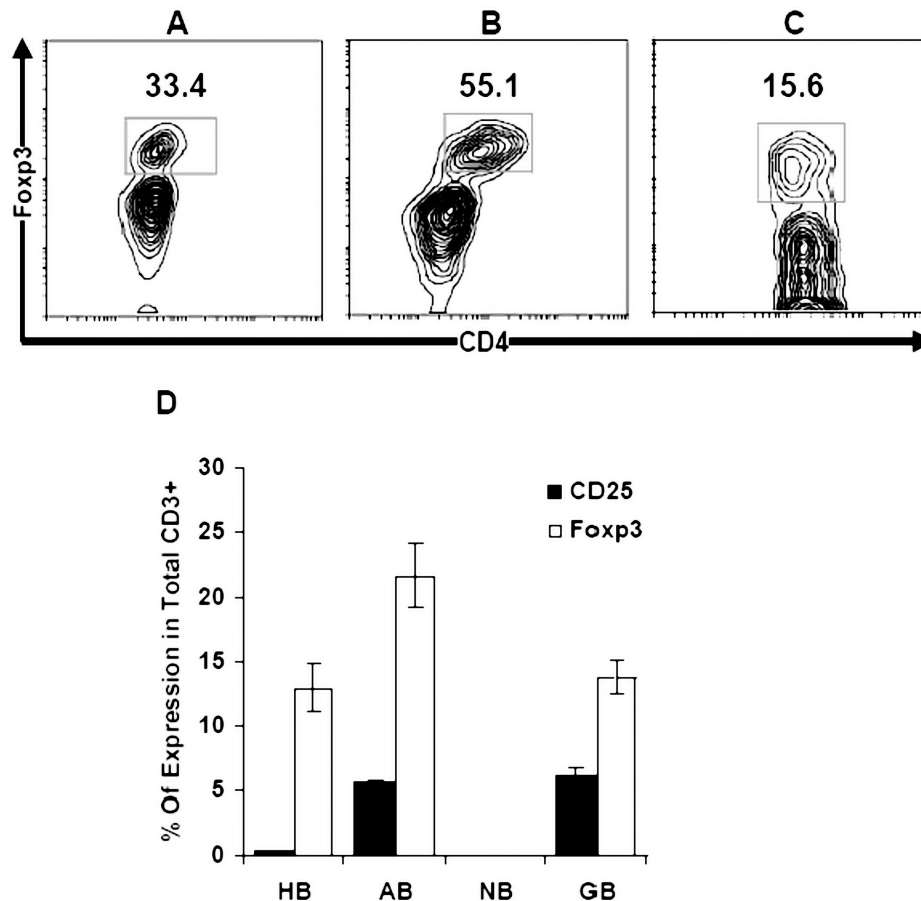 A B C
33.4 55.1 15.6
Foxp3
CD4
D
% Of Expression in Total CD3+
30
25
20
15
10
5
0
CD25
Foxp3
HB AB NB GB